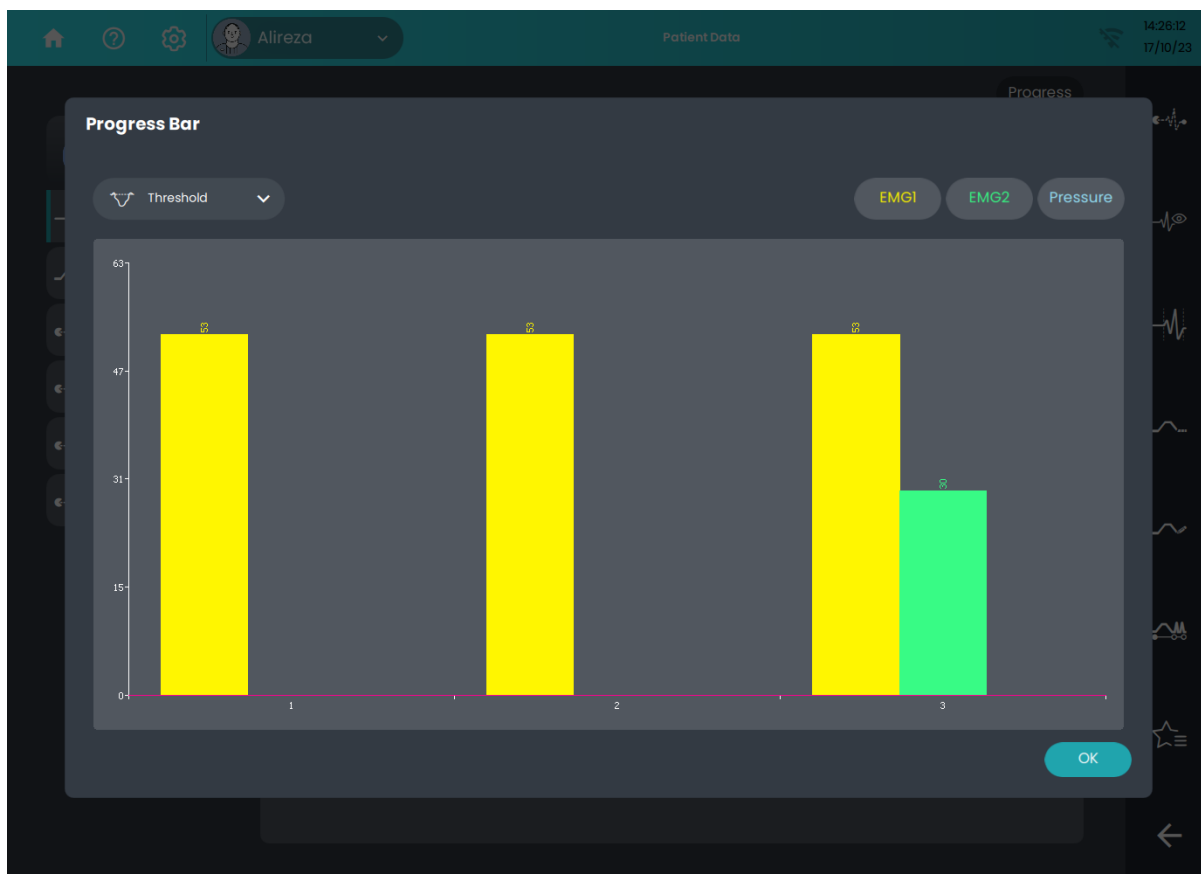 Alireza
Patient Data
14:26:12
17/10/23
Progress
Progress Bar
Threshold
EMG1
EMG2
Pressure
63
47
31
15
0
53
53
53
30
1
2
3
OK